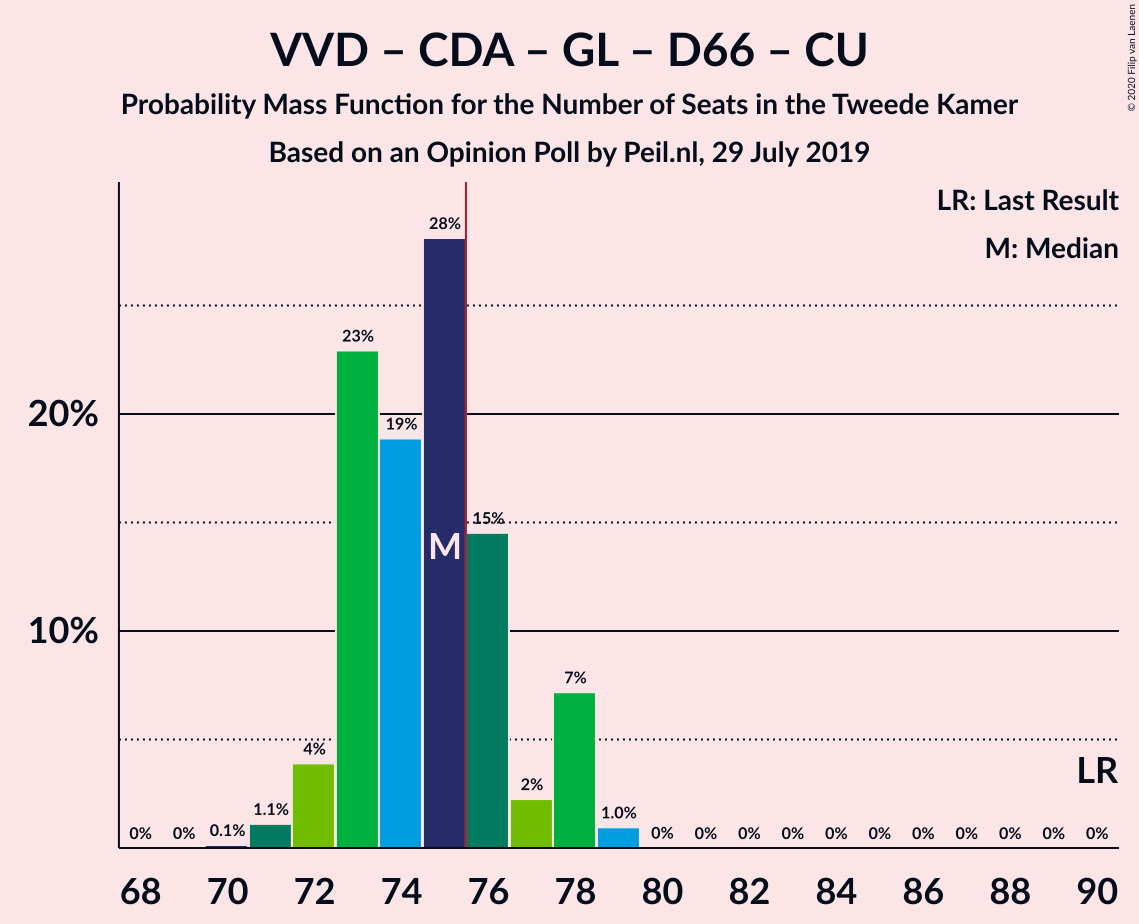 VVD – CDA – GL – D66 – CU
Probability Mass Function for the Number of Seats in the Tweede Kamer
Based on an Opinion Poll by Peil.nl, 29 July 2019
© 2020 Filip van Laenen
LR: Last Result
M: Median
20%
10%
0% 0% 0.1% 1.1% 4% 23% 19% 28% 15% 2% 7% 1.0% 0% 0% 0% 0% 0% 0% 0% 0% 0% 0% 0%
M
LR
68 70 72 74 76 78 80 82 84 86 88 90